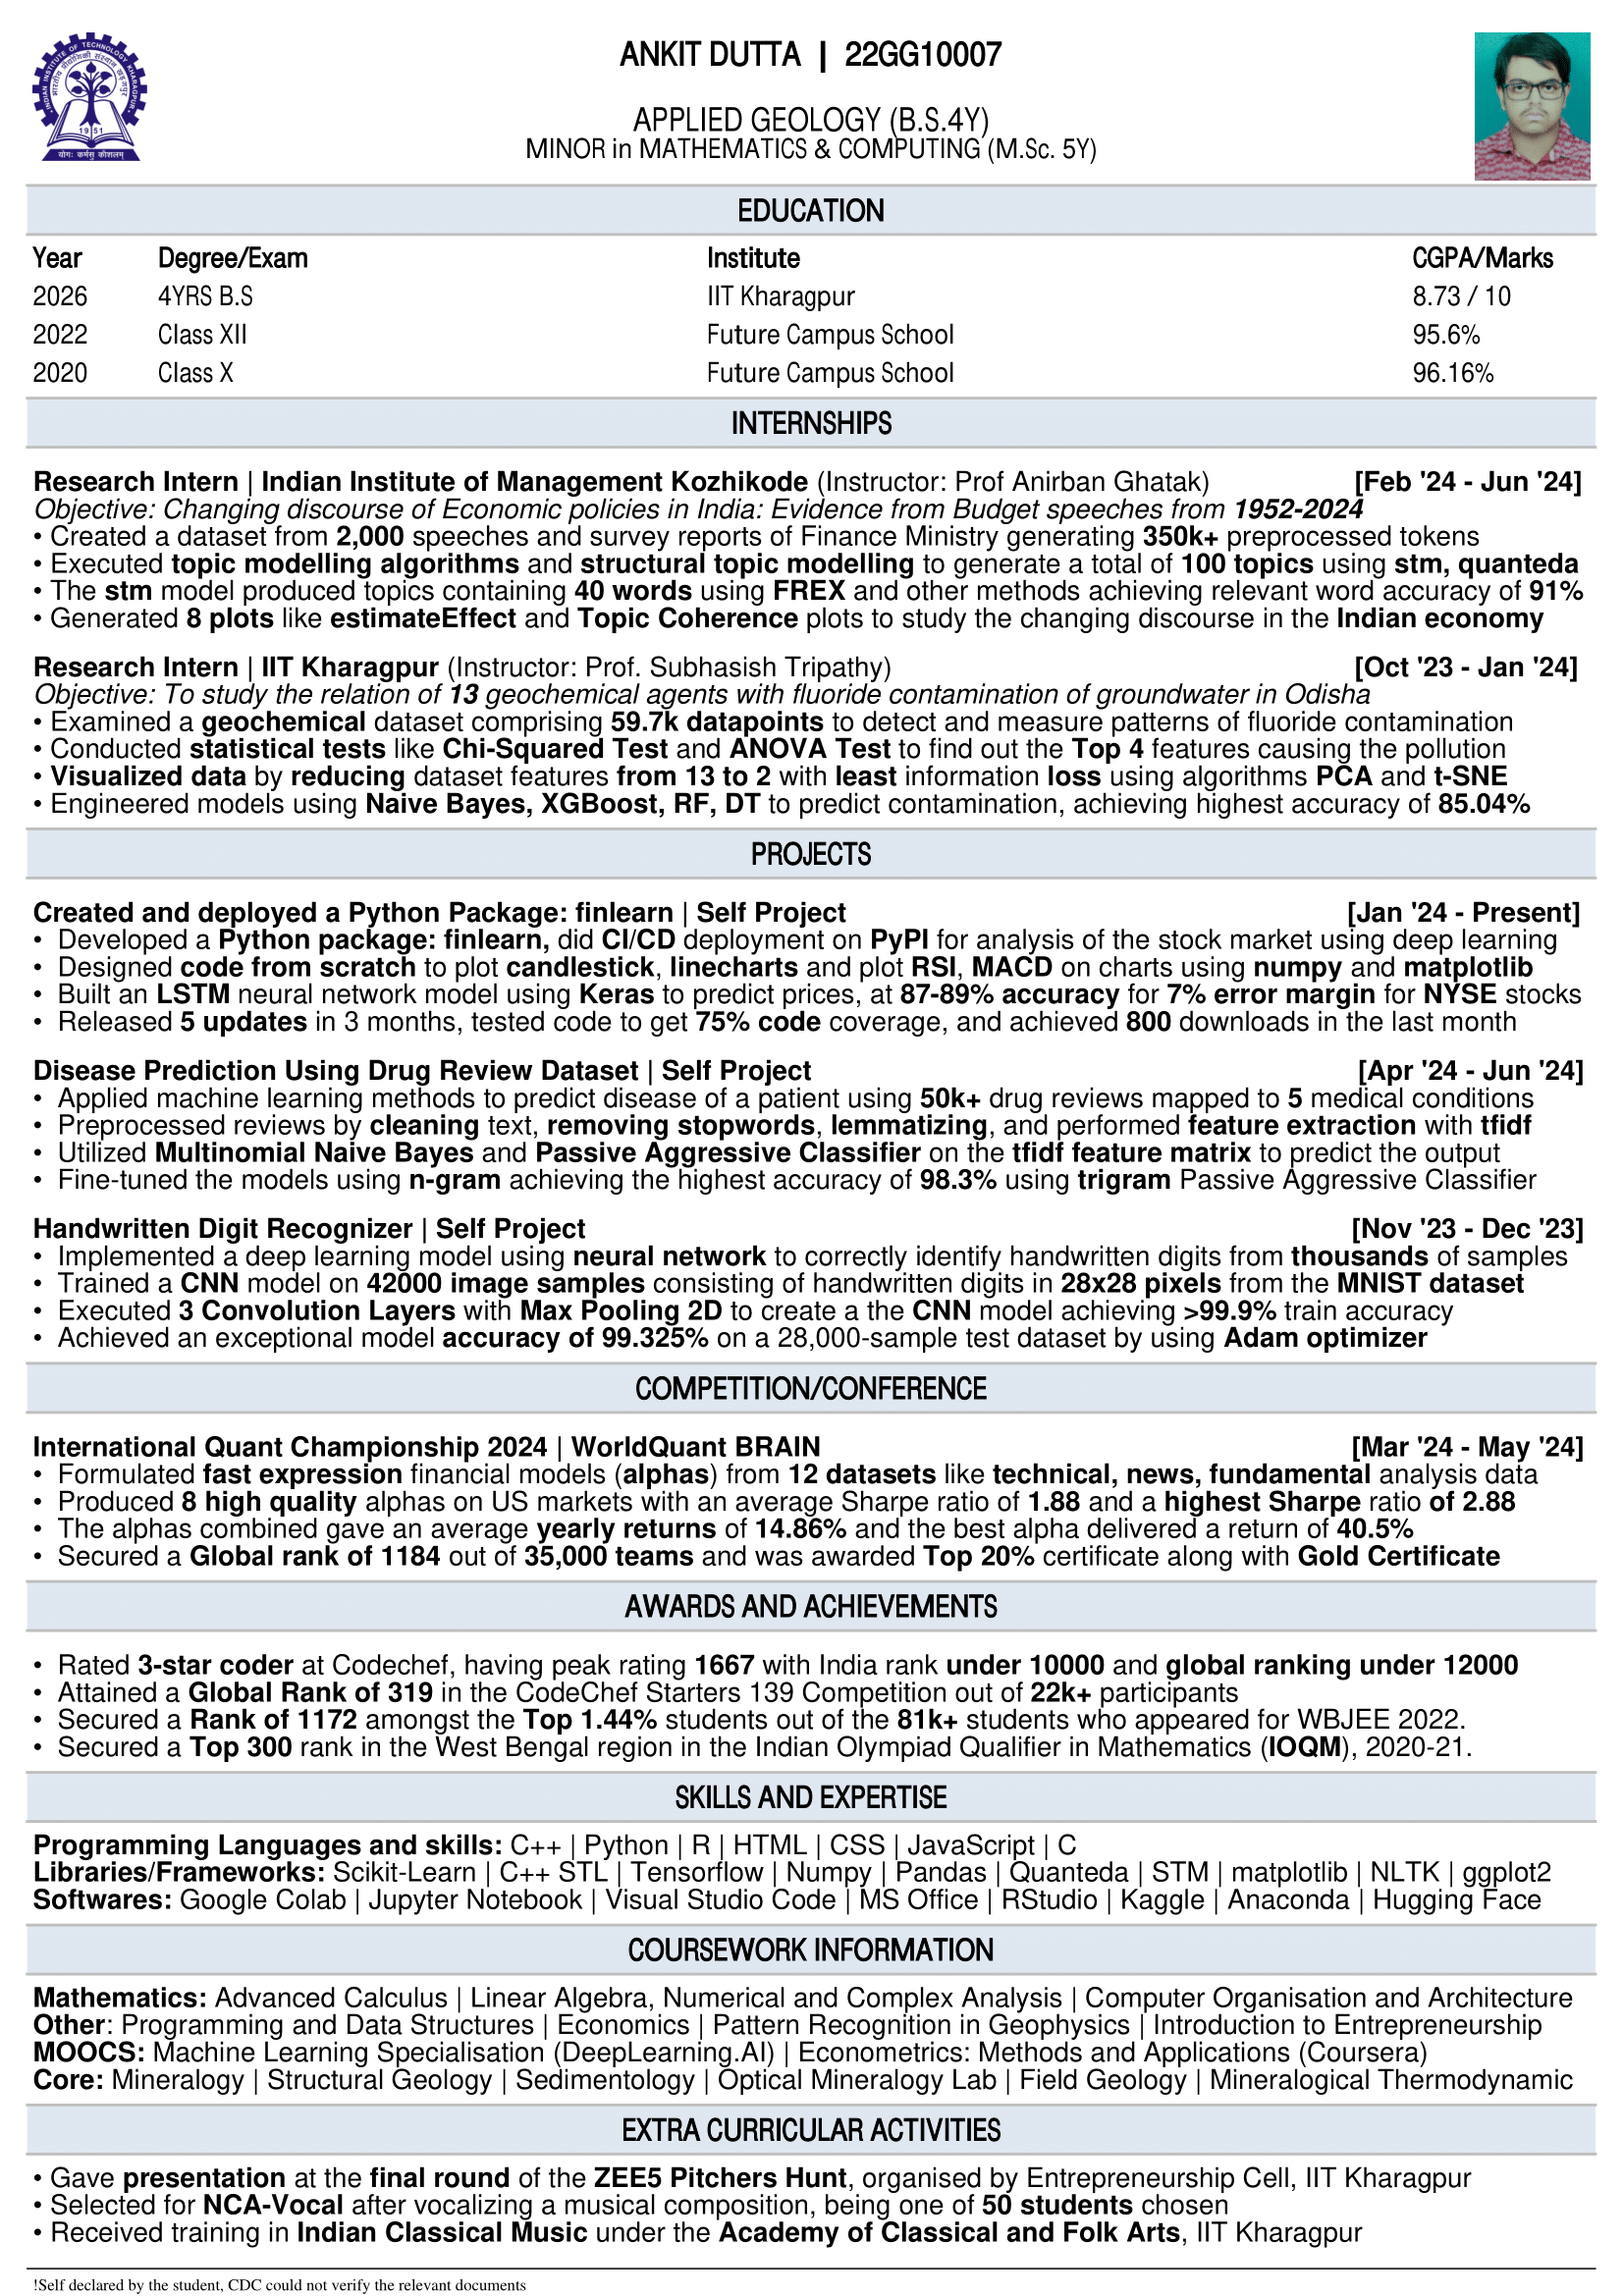 INDIAN INSTITUTE OF TECHNOLOGY KHARAGPUR
1951
योगः कर्मसु कौशलम्
ANKIT DUTTA | 22GG10007
APPLIED GEOLOGY (B.S.4Y)
MINOR in MATHEMATICS & COMPUTING (M.Sc. 5Y)
EDUCATION
Year Degree/Exam Institute CGPA/Marks
2026 4YRS B.S IIT Kharagpur 8.73 / 10
2022 Class XII Future Campus School 95.6%
2020 Class X Future Campus School 96.16%
INTERNSHIPS
Research Intern | Indian Institute of Management Kozhikode (Instructor: Prof Anirban Ghatak) [Feb '24 - Jun '24]
Objective: Changing discourse of Economic policies in India: Evidence from Budget speeches from 1952-2024
• Created a dataset from 2,000 speeches and survey reports of Finance Ministry generating 350k+ preprocessed tokens
• Executed topic modelling algorithms and structural topic modelling to generate a total of 100 topics using stm, quanteda
• The stm model produced topics containing 40 words using FREX and other methods achieving relevant word accuracy of 91%
• Generated 8 plots like estimateEffect and Topic Coherence plots to study the changing discourse in the Indian economy
Research Intern | IIT Kharagpur (Instructor: Prof. Subhasish Tripathy) [Oct '23 - Jan '24]
Objective: To study the relation of 13 geochemical agents with fluoride contamination of groundwater in Odisha
• Examined a geochemical dataset comprising 59.7k datapoints to detect and measure patterns of fluoride contamination
• Conducted statistical tests like Chi-Squared Test and ANOVA Test to find out the Top 4 features causing the pollution
• Visualized data by reducing dataset features from 13 to 2 with least information loss using algorithms PCA and t-SNE
• Engineered models using Naive Bayes, XGBoost, RF, DT to predict contamination, achieving highest accuracy of 85.04%
PROJECTS
Created and deployed a Python Package: finlearn | Self Project [Jan '24 - Present]
• Developed a Python package: finlearn, did CI/CD deployment on PyPI for analysis of the stock market using deep learning
• Designed code from scratch to plot candlestick, linecharts and plot RSI, MACD on charts using numpy and matplotlib
• Built an LSTM neural network model using Keras to predict prices, at 87-89% accuracy for 7% error margin for NYSE stocks
• Released 5 updates in 3 months, tested code to get 75% code coverage, and achieved 800 downloads in the last month
Disease Prediction Using Drug Review Dataset | Self Project [Apr '24 - Jun '24]
• Applied machine learning methods to predict disease of a patient using 50k+ drug reviews mapped to 5 medical conditions
• Preprocessed reviews by cleaning text, removing stopwords, lemmatizing, and performed feature extraction with tfidf
• Utilized Multinomial Naive Bayes and Passive Aggressive Classifier on the tfidf feature matrix to predict the output
• Fine-tuned the models using n-gram achieving the highest accuracy of 98.3% using trigram Passive Aggressive Classifier
Handwritten Digit Recognizer | Self Project [Nov '23 - Dec '23]
• Implemented a deep learning model using neural network to correctly identify handwritten digits from thousands of samples
• Trained a CNN model on 42000 image samples consisting of handwritten digits in 28x28 pixels from the MNIST dataset
• Executed 3 Convolution Layers with Max Pooling 2D to create a the CNN model achieving >99.9% train accuracy
• Achieved an exceptional model accuracy of 99.325% on a 28,000-sample test dataset by using Adam optimizer
COMPETITION/CONFERENCE
International Quant Championship 2024 | WorldQuant BRAIN [Mar '24 - May '24]
• Formulated fast expression financial models (alphas) from 12 datasets like technical, news, fundamental analysis data
• Produced 8 high quality alphas on US markets with an average Sharpe ratio of 1.88 and a highest Sharpe ratio of 2.88
• The alphas combined gave an average yearly returns of 14.86% and the best alpha delivered a return of 40.5%
• Secured a Global rank of 1184 out of 35,000 teams and was awarded Top 20% certificate along with Gold Certificate
AWARDS AND ACHIEVEMENTS
• Rated 3-star coder at Codechef, having peak rating 1667 with India rank under 10000 and global ranking under 12000
• Attained a Global Rank of 319 in the CodeChef Starters 139 Competition out of 22k+ participants
• Secured a Rank of 1172 amongst the Top 1.44% students out of the 81k+ students who appeared for WBJEE 2022.
• Secured a Top 300 rank in the West Bengal region in the Indian Olympiad Qualifier in Mathematics (IOQM), 2020-21.
SKILLS AND EXPERTISE
Programming Languages and skills: C++ | Python | R | HTML | CSS | JavaScript | C
Libraries/Frameworks: Scikit-Learn | C++ STL | Tensorflow | Numpy | Pandas | Quanteda | STM | matplotlib | NLTK | ggplot2
Softwares: Google Colab | Jupyter Notebook | Visual Studio Code | MS Office | RStudio | Kaggle | Anaconda | Hugging Face
COURSEWORK INFORMATION
Mathematics: Advanced Calculus | Linear Algebra, Numerical and Complex Analysis | Computer Organisation and Architecture
Other: Programming and Data Structures | Economics | Pattern Recognition in Geophysics | Introduction to Entrepreneurship
MOOCS: Machine Learning Specialisation (DeepLearning.AI) | Econometrics: Methods and Applications (Coursera)
Core: Mineralogy | Structural Geology | Sedimentology | Optical Mineralogy Lab | Field Geology | Mineralogical Thermodynamic
EXTRA CURRICULAR ACTIVITIES
• Gave presentation at the final round of the ZEE5 Pitchers Hunt, organised by Entrepreneurship Cell, IIT Kharagpur
• Selected for NCA-Vocal after vocalizing a musical composition, being one of 50 students chosen
• Received training in Indian Classical Music under the Academy of Classical and Folk Arts, IIT Kharagpur
!Self declared by the student, CDC could not verify the relevant documents